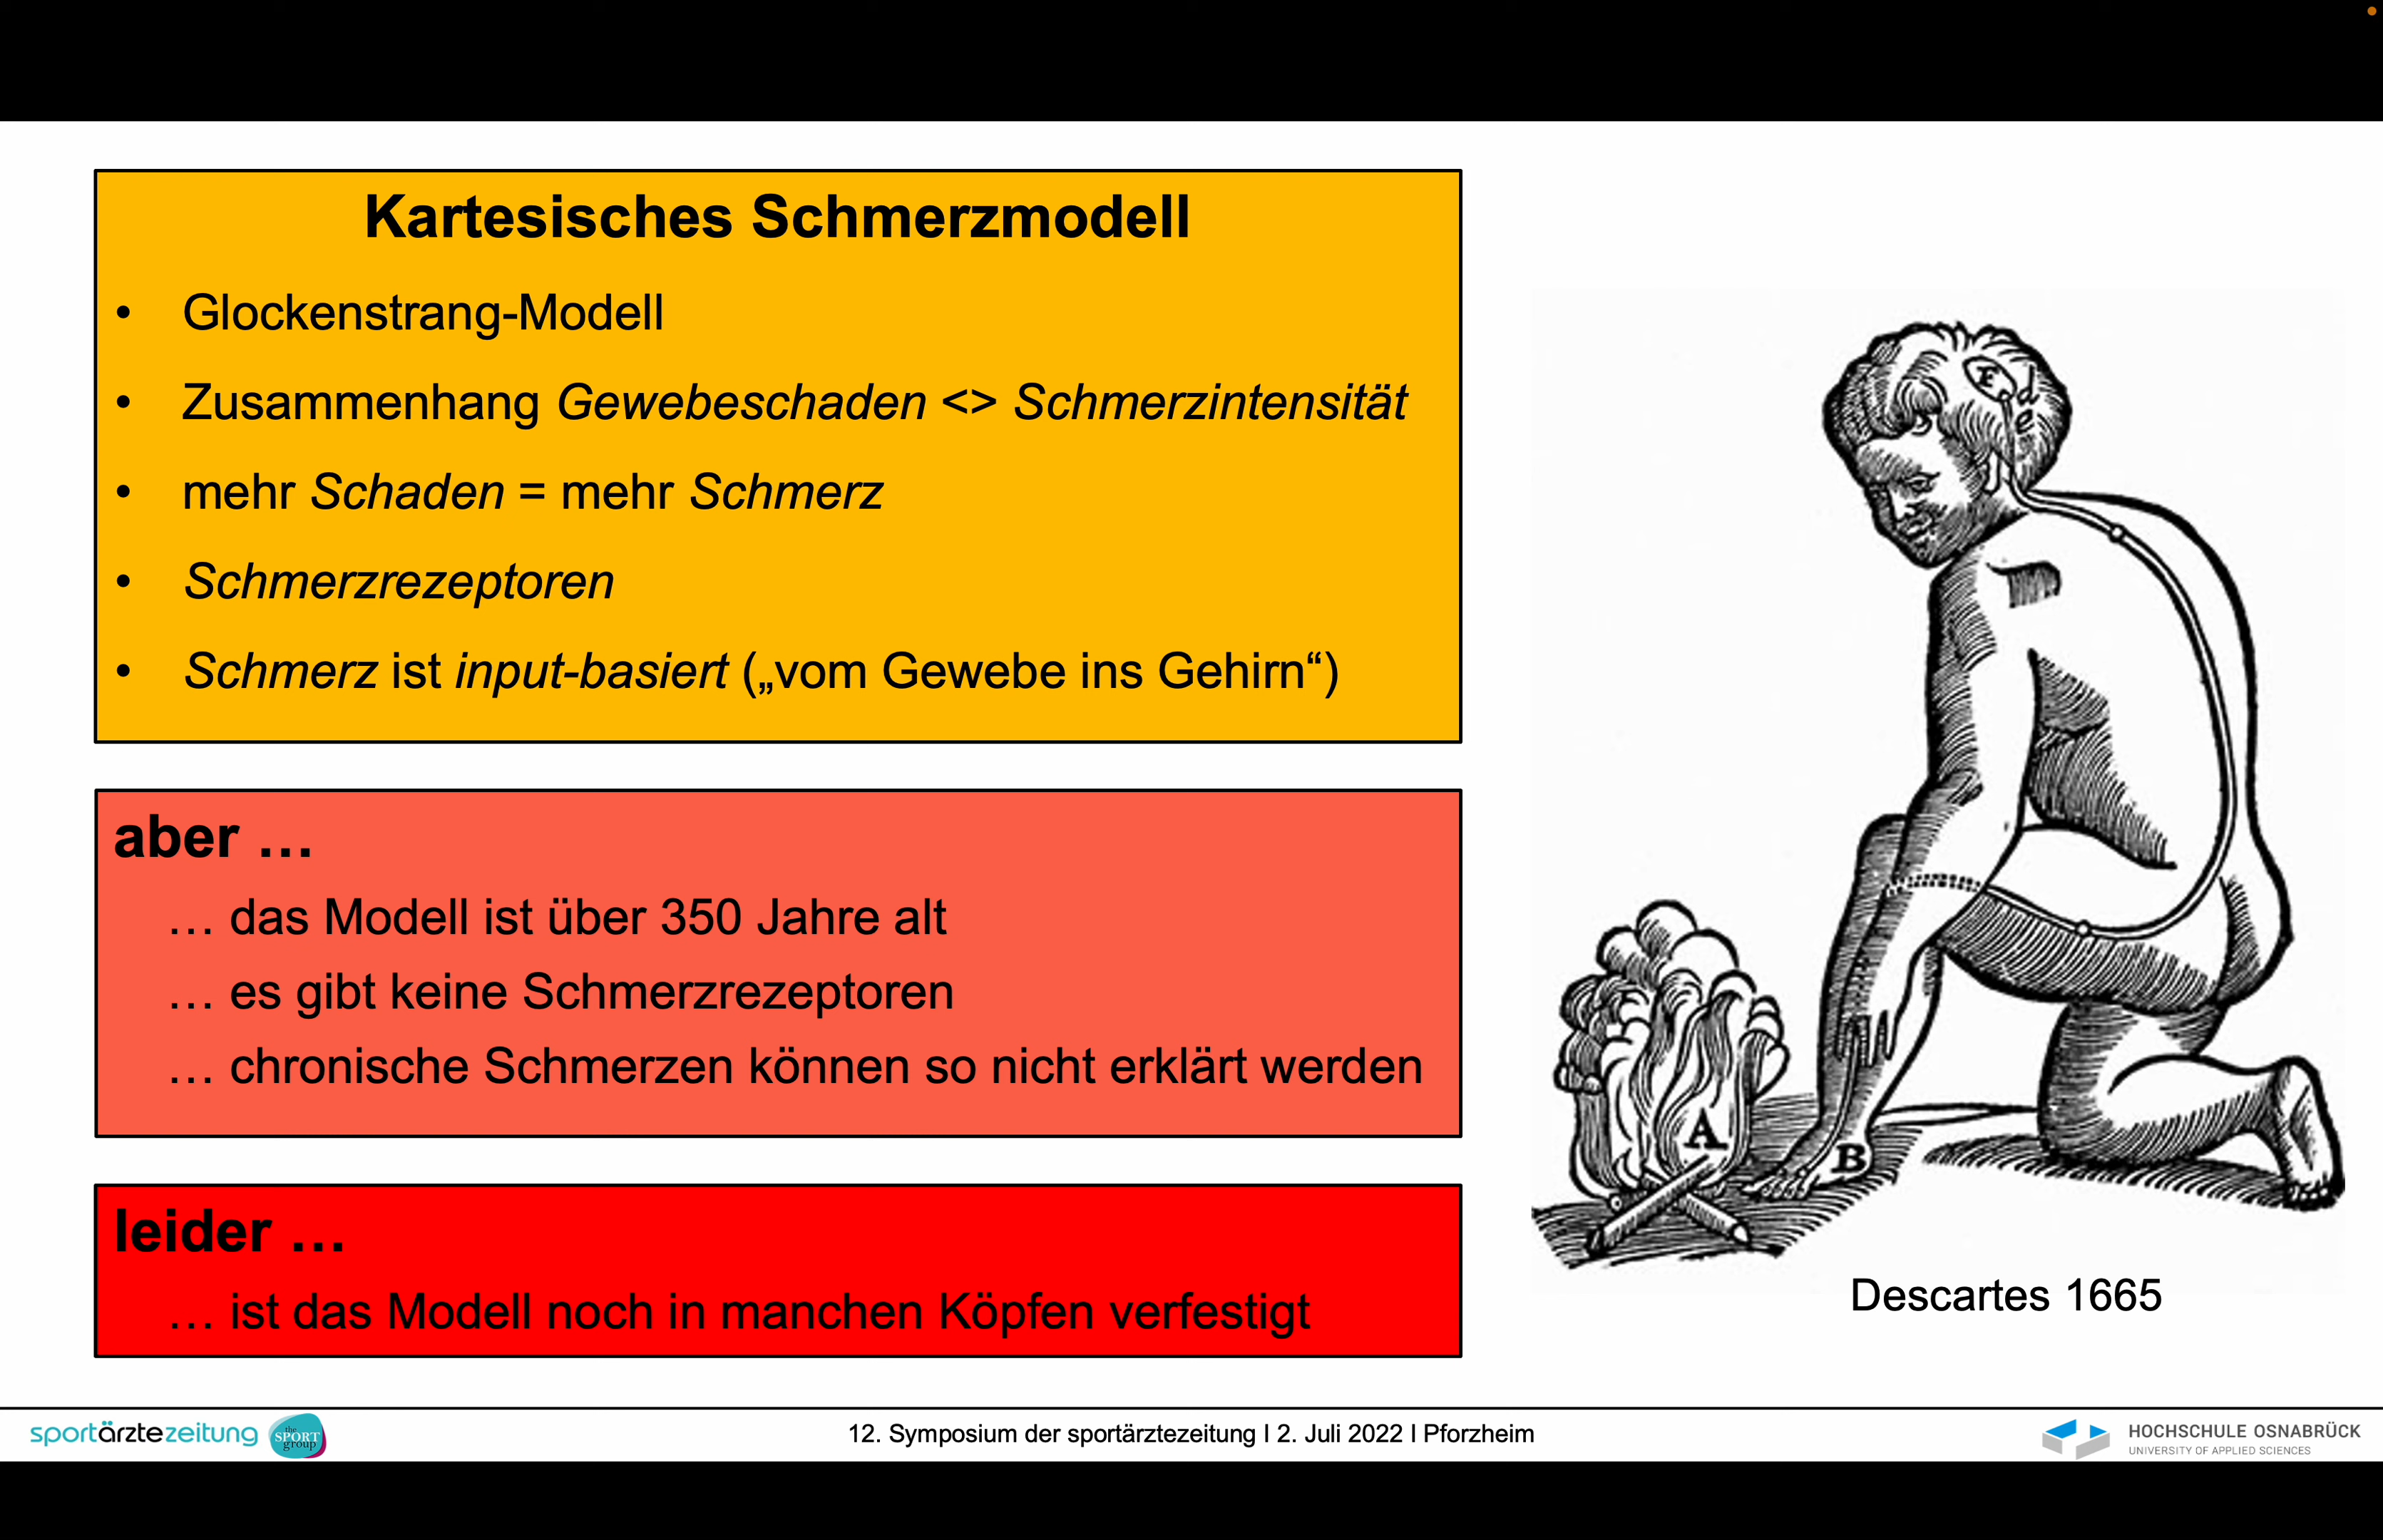 Kartesisches Schmerzmodell
• Glockenstrang-Modell
• Zusammenhang Gewebeschaden <> Schmerzintensität
• mehr Schaden = mehr Schmerz
• Schmerzrezeptoren
• Schmerz ist input-basiert („vom Gewebe ins Gehirn“)
aber …
… das Modell ist über 350 Jahre alt
… es gibt keine Schmerzrezeptoren
… chronische Schmerzen können so nicht erklärt werden
leider …
… ist das Modell noch in manchen Köpfen verfestigt
d
e
A
B
Descartes 1665
sportärztezeitung
the
SPORT
group
12. Symposium der sportärztezeitung I 2. Juli 2022 I Pforzheim
HOCHSCHULE OSNABRÜCK
UNIVERSITY OF APPLIED SCIENCES